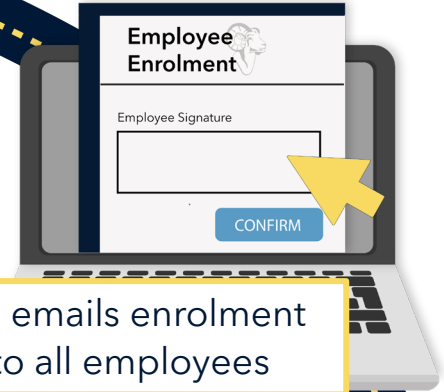 Employee
Enrolment
Employee Signature
CONFIRM
emails enrolment
to all employees